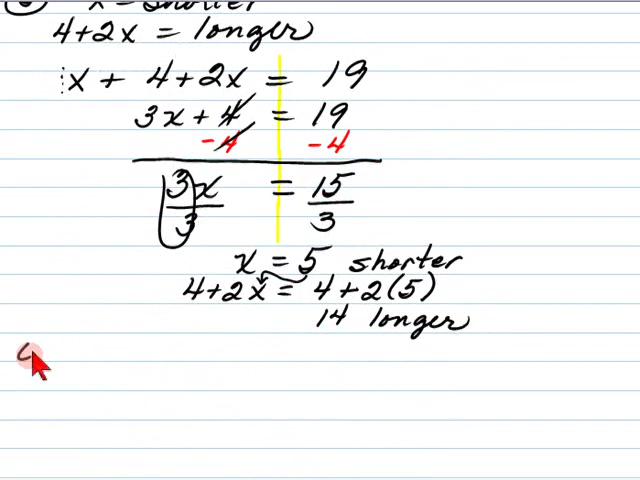 x = shorter
4+2x = longer
x + 4+2x = 19
3x + 4 = 19
-4 -4
3x = 15
3 3
x = 5 shorter
4+2x = 4+2(5)
14 longer